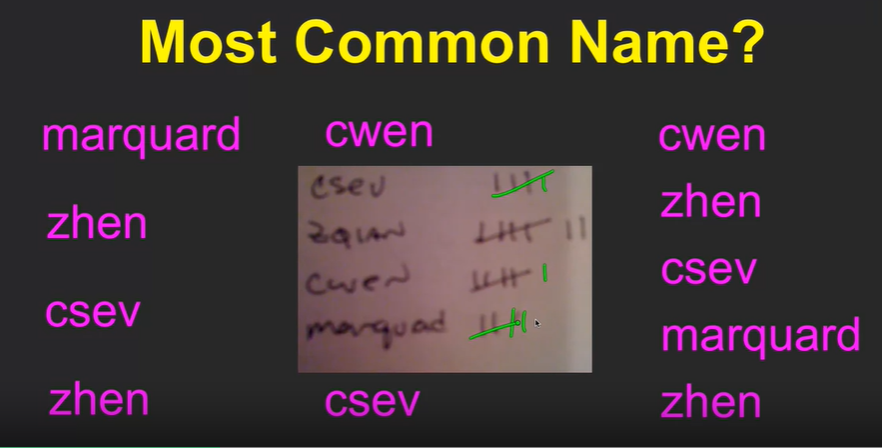 Most Common Name?
marquard
cwen
cwen
zhen
csev
zhen
csev
zqian
cwen
marquad
csev
zhen
csev
marquard
zhen